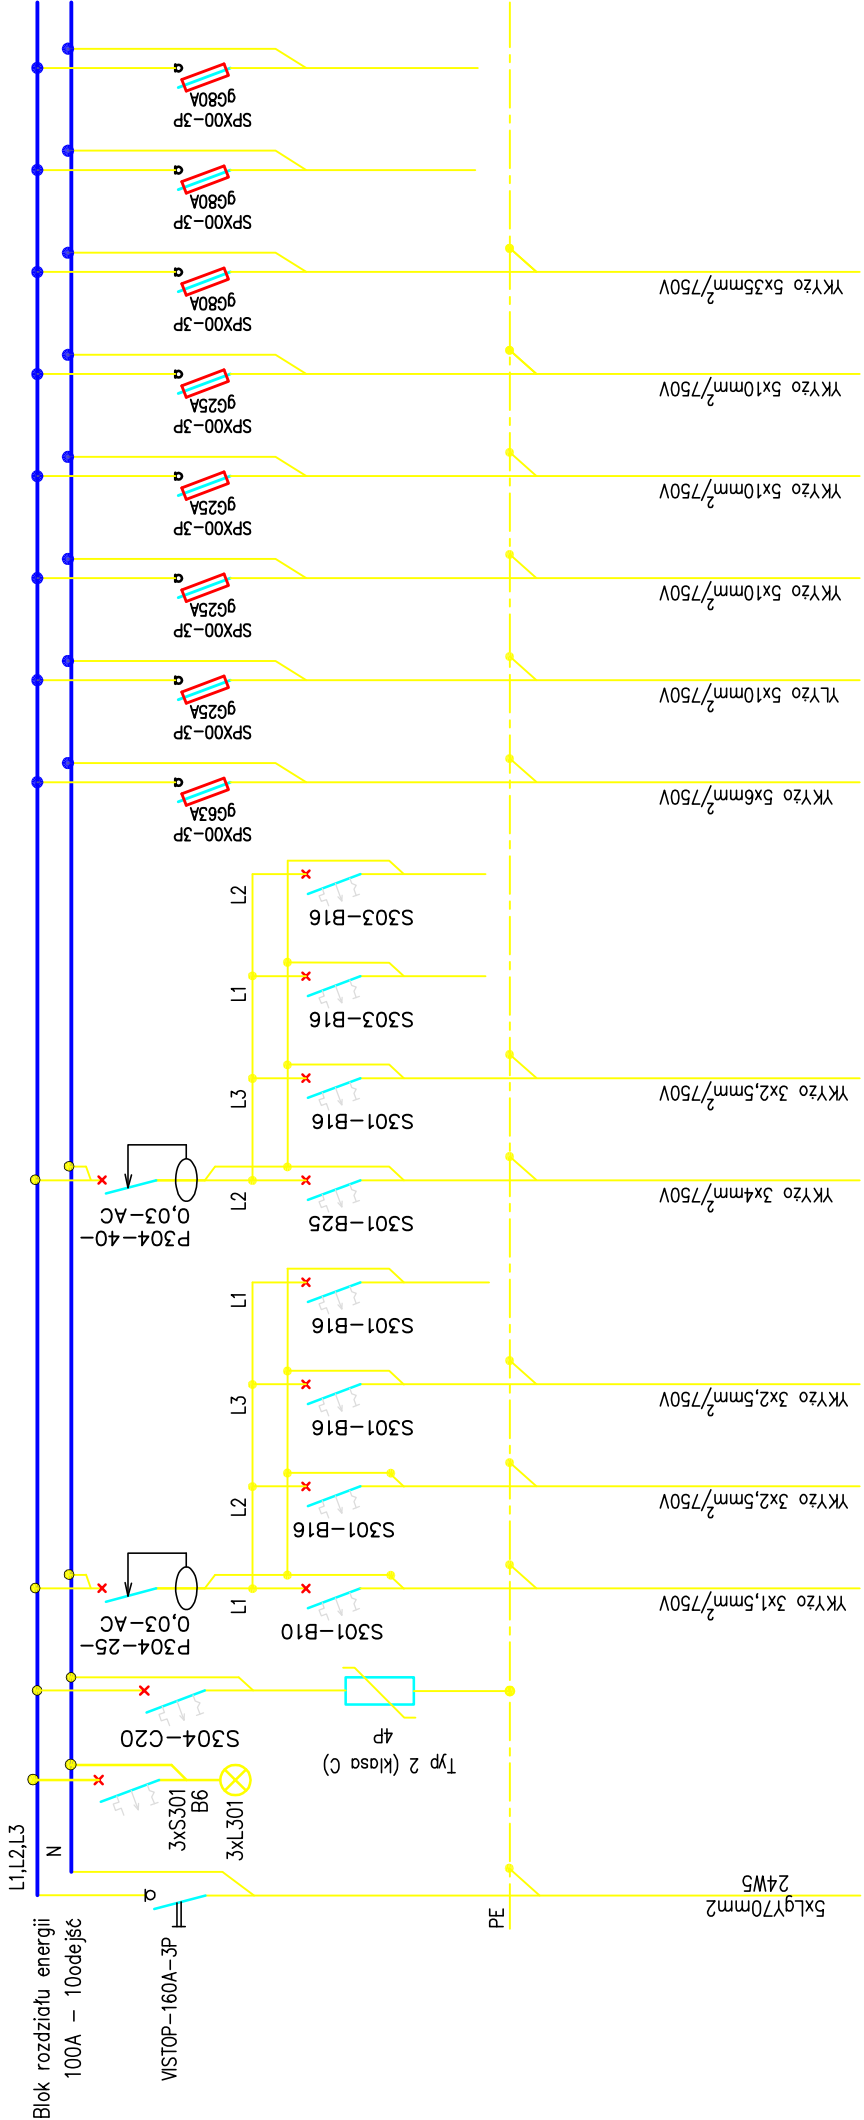 gG80A
SPX00-3P
gG80A
SPX00-3P
gG80A
SPX00-3P
YKYżo 5x35mm2/750V
gG25A
SPX00-3P
YKYżo 5x10mm2/750V
gG25A
SPX00-3P
YKYżo 5x10mm2/750V
gG25A
SPX00-3P
YKYżo 5x10mm2/750V
gG25A
SPX00-3P
YLYżo 5x10mm2/750V
gG63A
SPX00-3P
YKYżo 5x6mm2/750V
L2
S303-B16
L1
S303-B16
L3
S301-B16
YKYżo 3x2,5mm2/750V
P304-40-
0,03-AC
L2
S301-B25
YKYżo 3x4mm2/750V
L1
S301-B16
L3
S301-B16
YKYżo 3x2,5mm2/750V
L2
S301-B16
YKYżo 3x2,5mm2/750V
P304-25-
0,03-AC
L1
S301-B10
YKYżo 3x1,5mm2/750V
S304-C20
4P
Typ 2 (klasa C)
3xS301
B6
3xL301
L1,L2,L3
N
PE
24W5
5xLgY70mm2
Blok rozdziału energii
100A - 10odejść
VISTOP-160A-3P